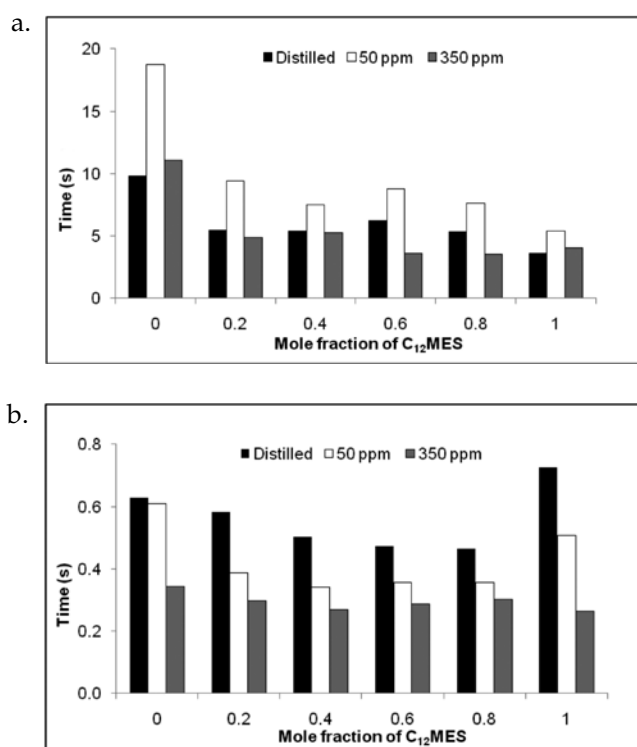 a.
20
Distilled 50 ppm 350 ppm
15
10
5
0
Time (s)
0 0.2 0.4 0.6 0.8 1
Mole fraction of C₁₂MES
b.
0.8
Distilled 50 ppm 350 ppm
0.6
0.4
0.2
0.0
Time (s)
0 0.2 0.4 0.6 0.8 1
Mole fraction of C₁₂MES